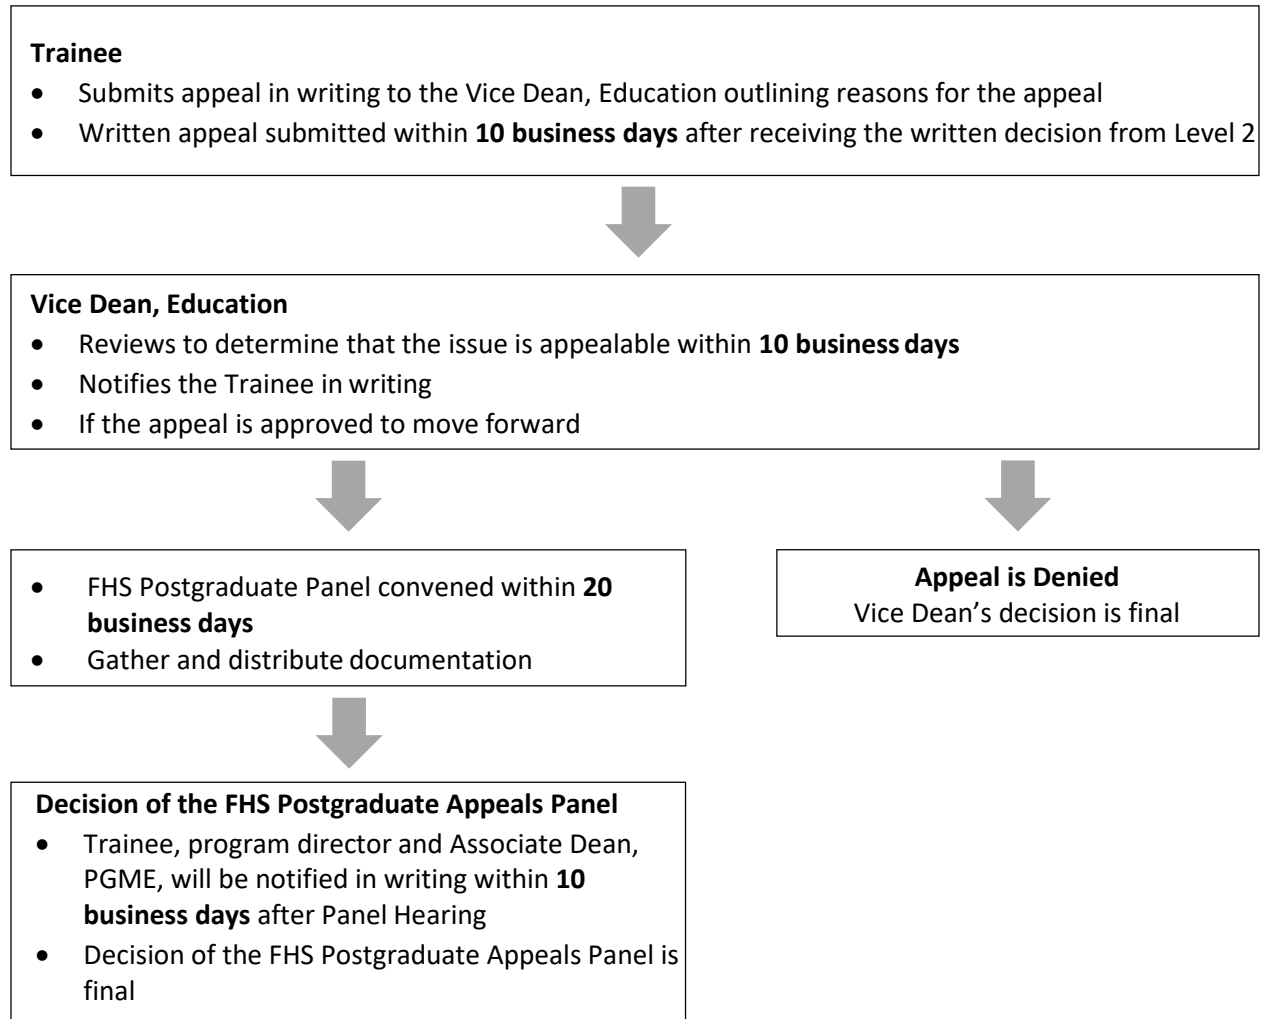 Trainee
• Submits appeal in writing to the Vice Dean, Education outlining reasons for the appeal
• Written appeal submitted within 10 business days after receiving the written decision from Level 2
Vice Dean, Education
• Reviews to determine that the issue is appealable within 10 business days
• Notifies the Trainee in writing
• If the appeal is approved to move forward
• FHS Postgraduate Panel convened within 20
business days
• Gather and distribute documentation
Appeal is Denied
Vice Dean’s decision is final
Decision of the FHS Postgraduate Appeals Panel
• Trainee, program director and Associate Dean,
PGME, will be notified in writing within 10
business days after Panel Hearing
• Decision of the FHS Postgraduate Appeals Panel is
final